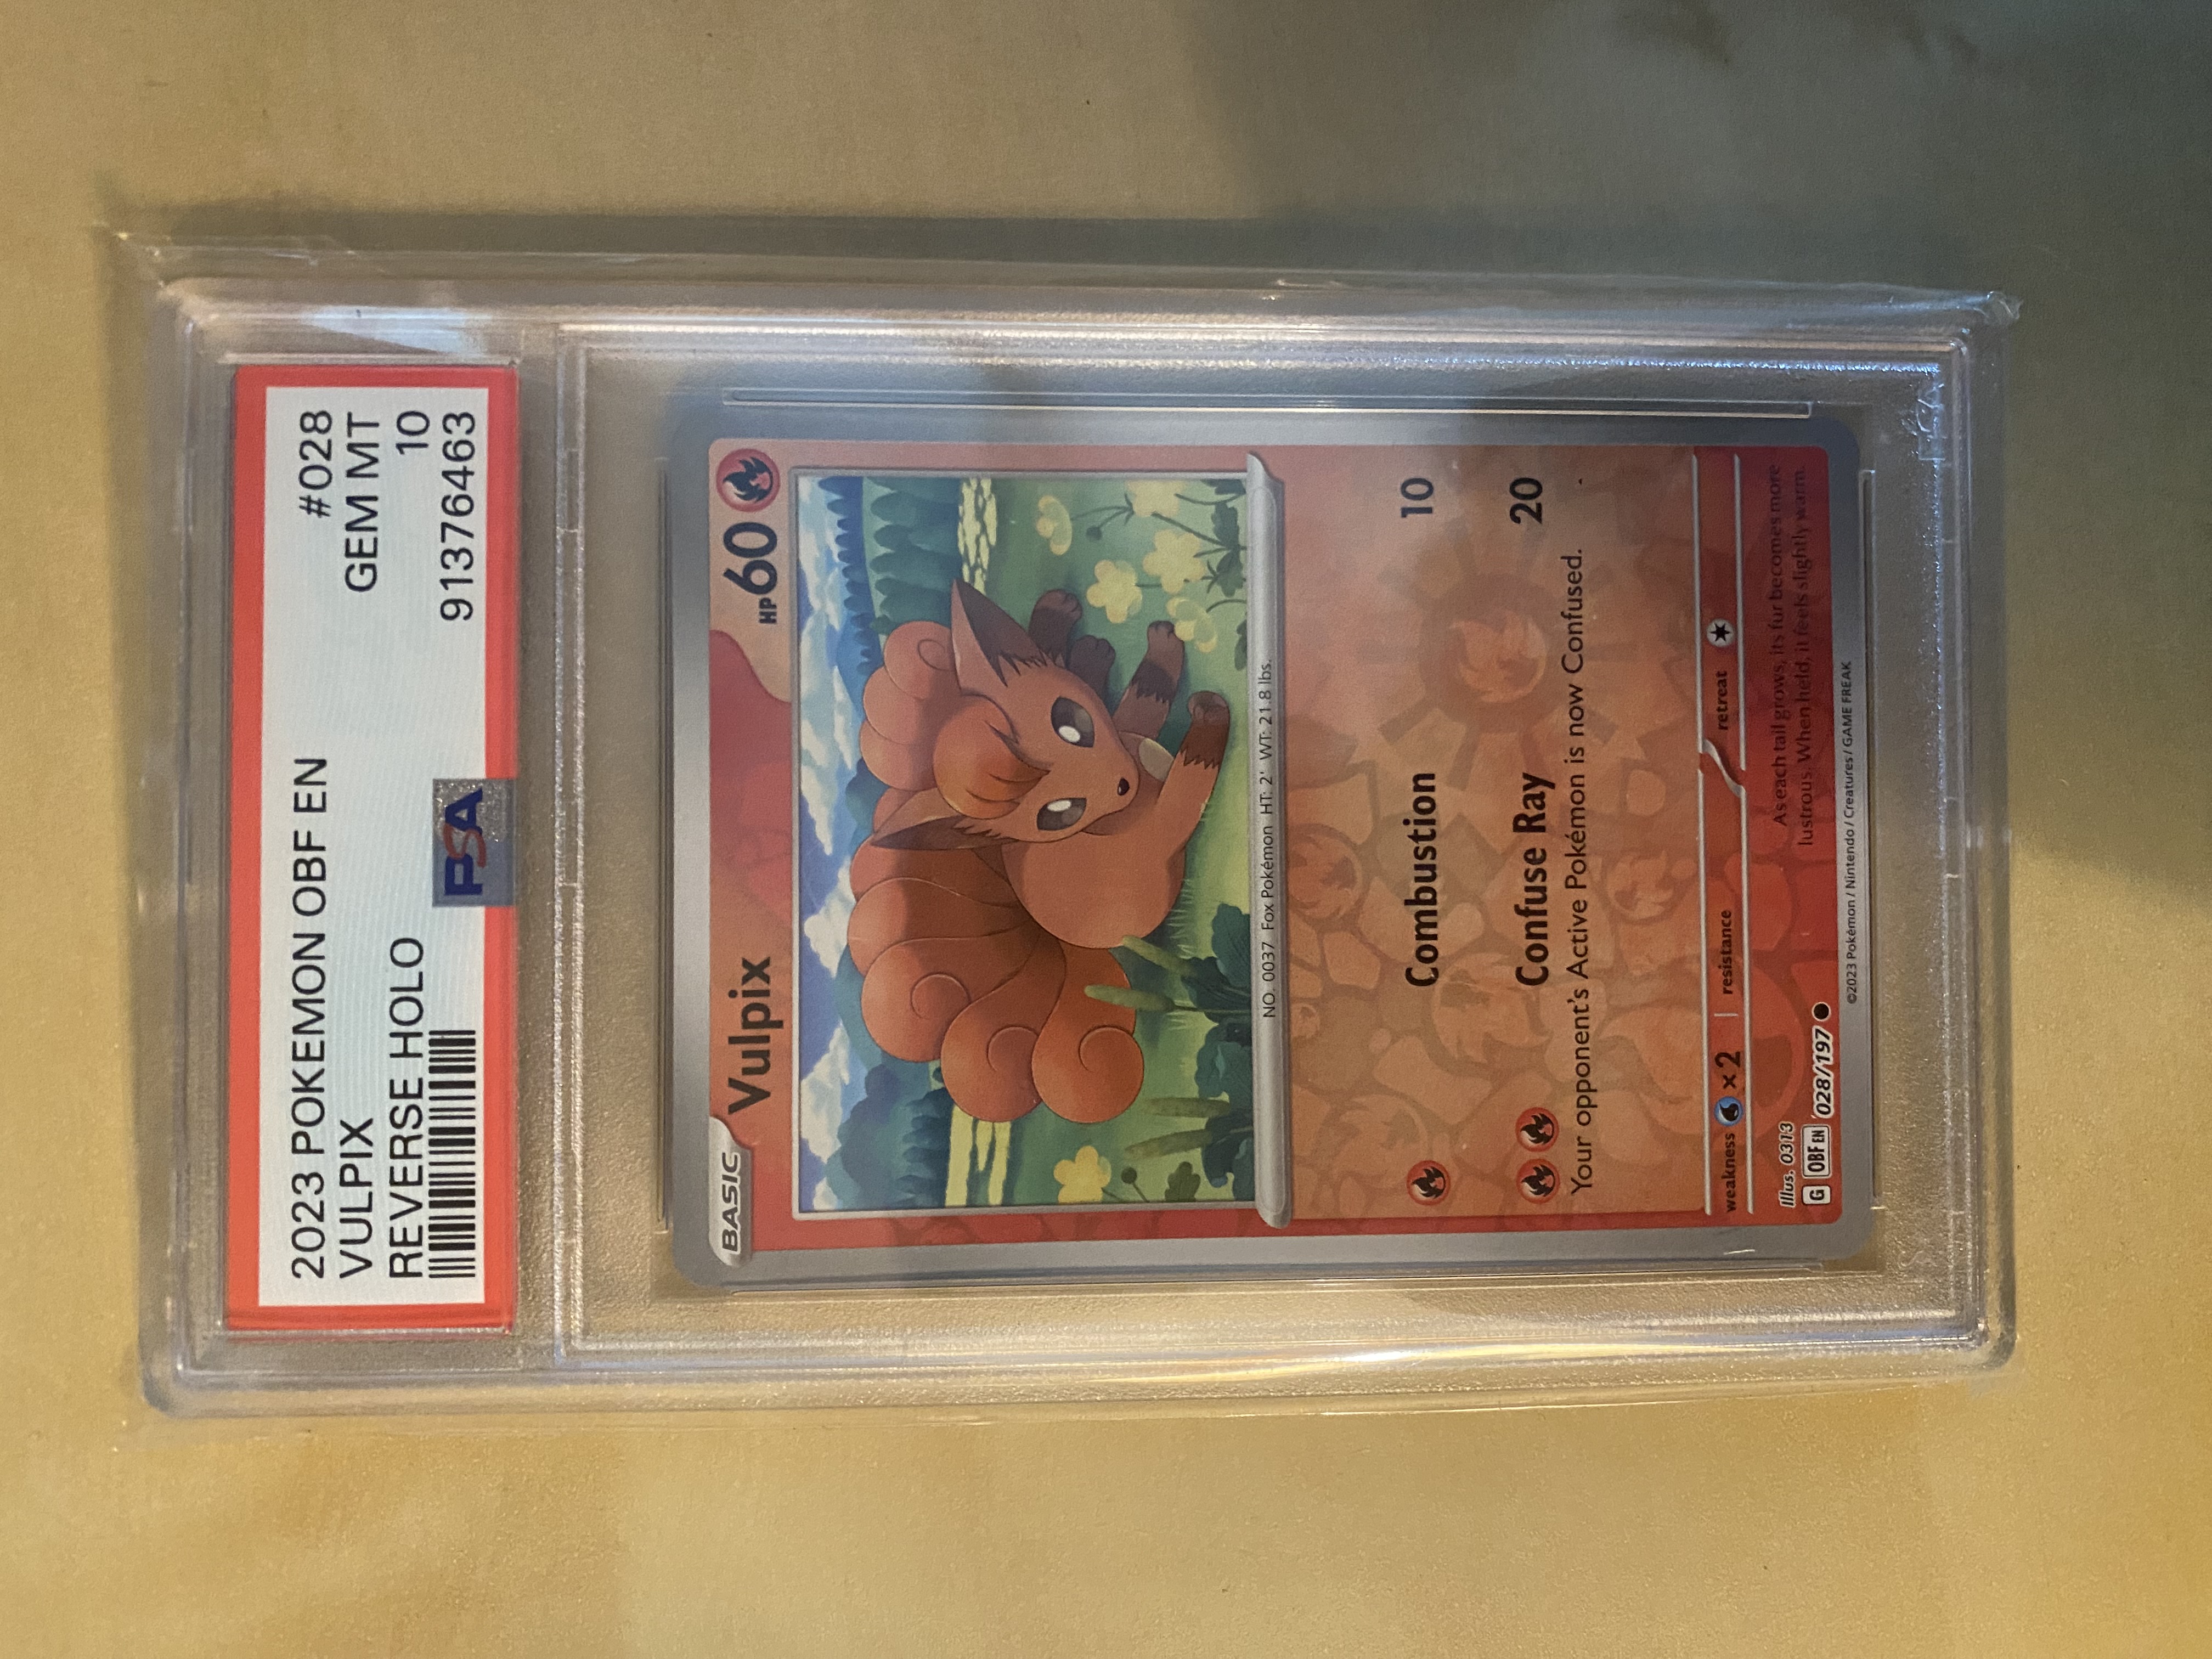 2023 POKEMON OBF EN #028
VULPIX GEM MT
REVERSE HOLO 10
91376463
PSA
BASIC
Vulpix HP 60
NO. 0037 Fox Pokémon HT: 2' WT: 21.8 lbs.
Combustion 10
Confuse Ray 20
Your opponent's Active Pokémon is now Confused.
weakness x2 resistance retreat
Illus. 0313
As each tail grows, its fur becomes more
lustrous. When held, it feels slightly warm.
G OBF EN 028/197
©2023 Pokémon / Nintendo / Creatures / GAME FREAK